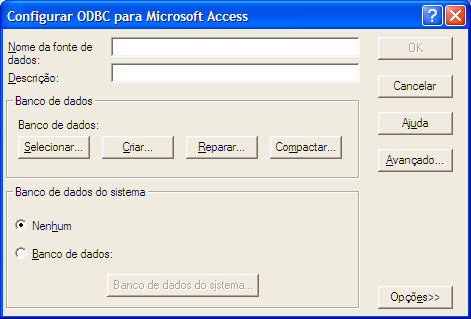 Configurar ODBC para Microsoft Access
Nome da fonte de
dados:
OK
Descrição:
Cancelar
Banco de dados
Banco de dados:
Ajuda
Selecionar...
Criar...
Reparar...
Compactar...
Avançado...
Banco de dados do sistema
Nenhum
Banco de dados:
Banco de dados do sistema...
Opções>>